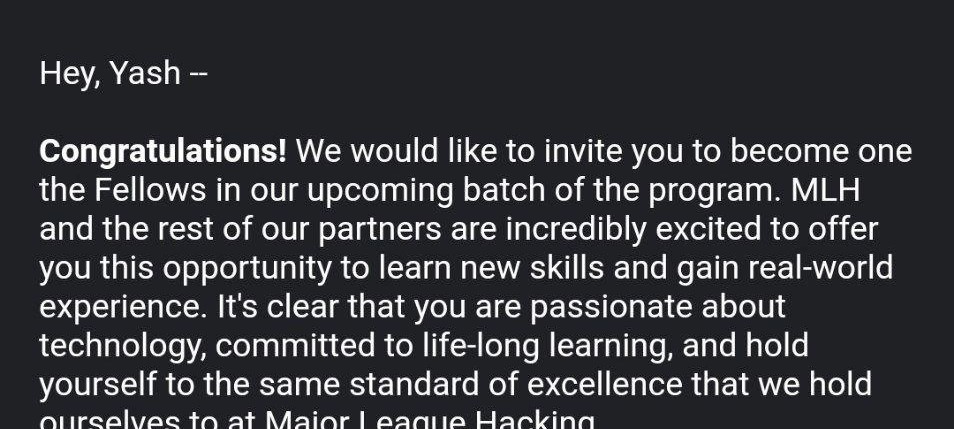 Hey, Yash --
Congratulations! We would like to invite you to become one
the Fellows in our upcoming batch of the program. MLH
and the rest of our partners are incredibly excited to offer
you this opportunity to learn new skills and gain real-world
experience. It's clear that you are passionate about
technology, committed to life-long learning, and hold
yourself to the same standard of excellence that we hold
ourselves to at Major League Hacking